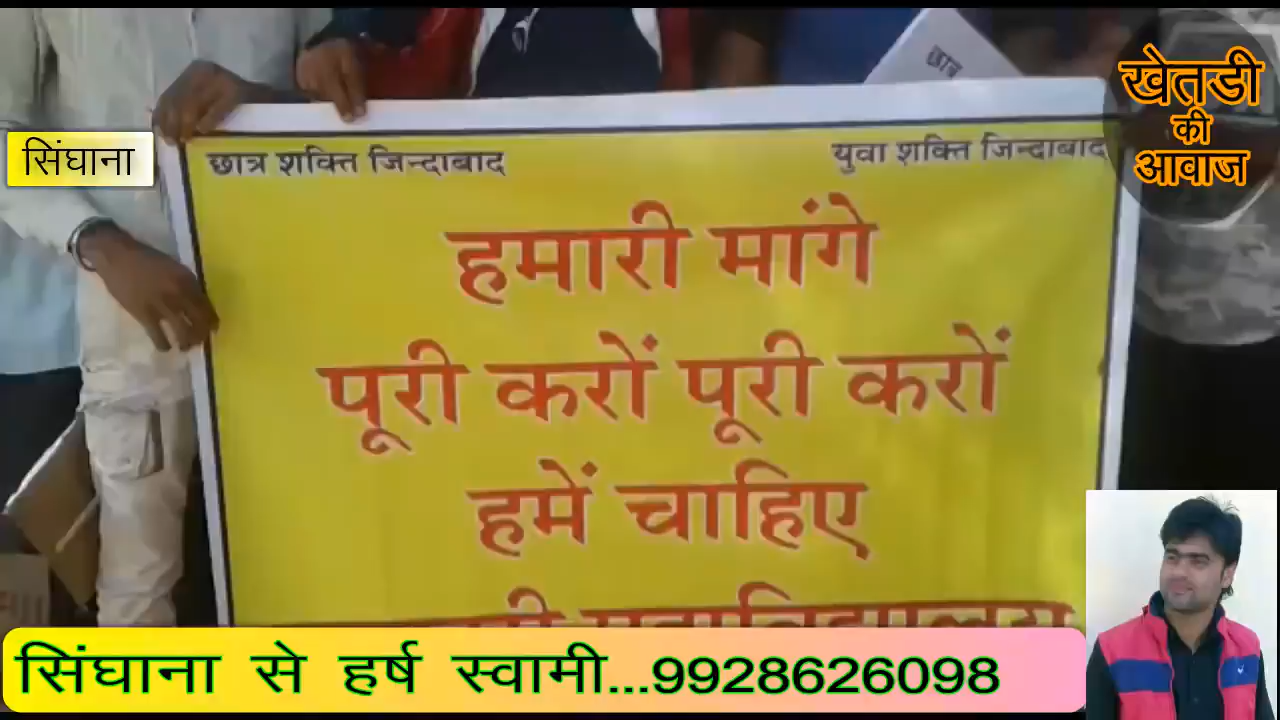 छात्र
खेतडी
की
आवाज
सिंघाना
छात्र शक्ति जिन्दाबाद
युवा शक्ति जिन्दाबाद
हमारी मांगे
पूरी करों पूरी करों
हमें चाहिए
सिंघाना से हर्ष स्वामी...9928626098